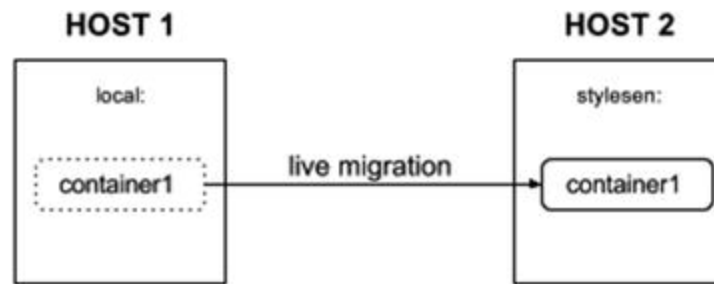 HOST 1
HOST 2
local:
stylesen:
live migration
container1
container1